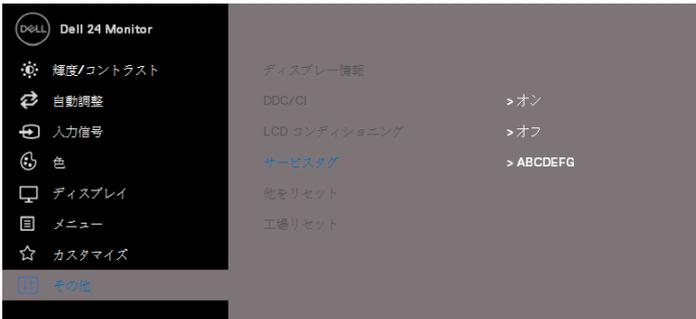 DELL Dell 24 Monitor
輝度/コントラスト
自動調整
入力信号
色
ディスプレイ
メニュー
カスタマイズ
その他
ディスプレー情報
DDC/CI > オン
LCD コンディショニング > オフ
サービスタグ > ABCDEFG
他をリセット
工場リセット